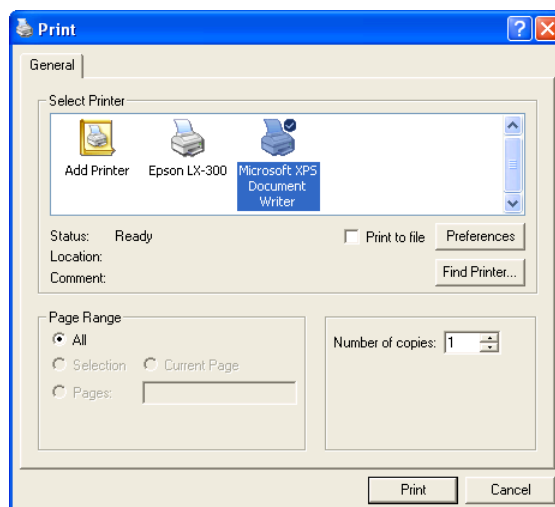 Print
General
Select Printer
Add Printer
Epson LX-300
Microsoft XPS
Document
Writer
Status: Ready
Print to file
Preferences
Location:
Comment:
Find Printer...
Page Range
All
Selection
Current Page
Pages:
Number of copies: 1
Print
Cancel